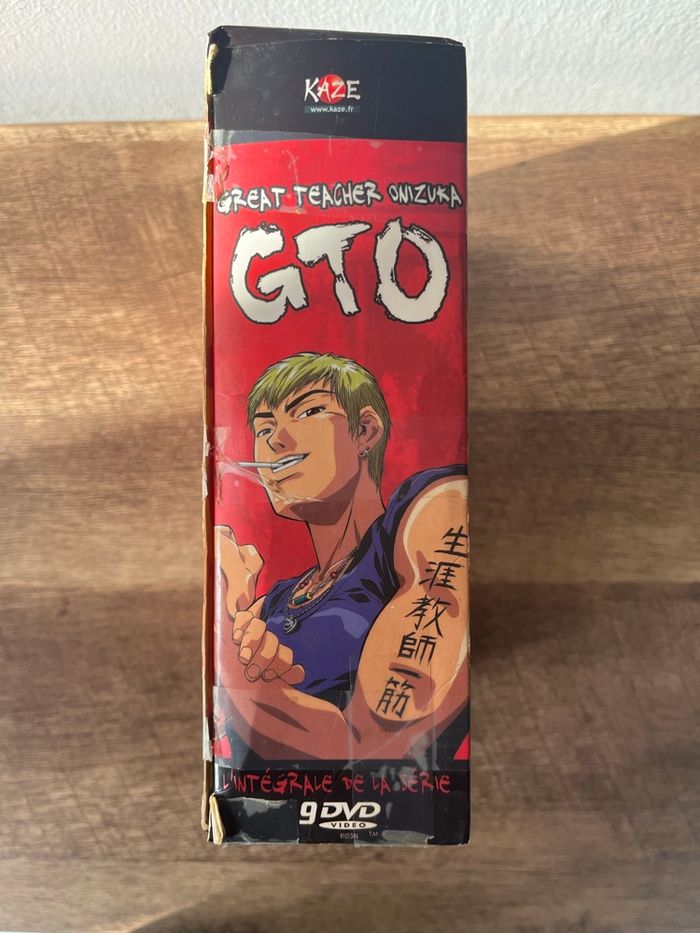 KAZE
www.kaze.fr
GREAT TEACHER ONIZUKA
GTO
生涯教師一筋
L'INTÉGRALE DE LA SÉRIE
9 DVD
VIDEO
TM